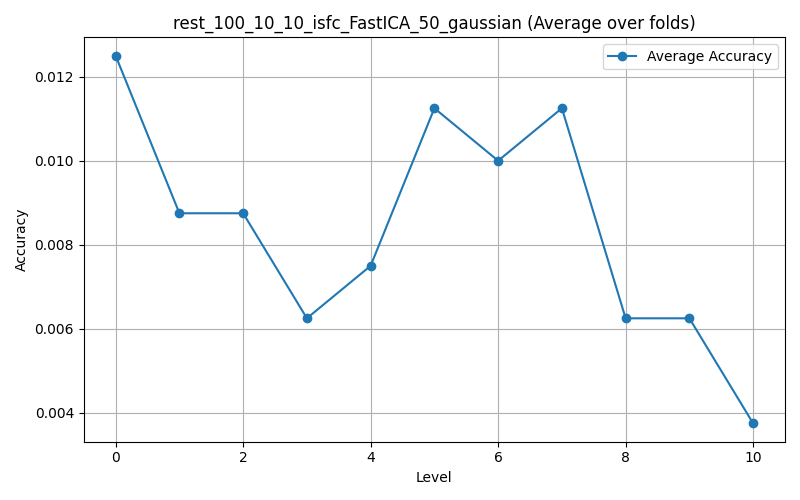 rest_100_10_10_isfc_FastICA_50_gaussian (Average over folds)
Average Accuracy
0.012
0.010
0.008
0.006
0.004
Accuracy
0 2 4 6 8 10
Level